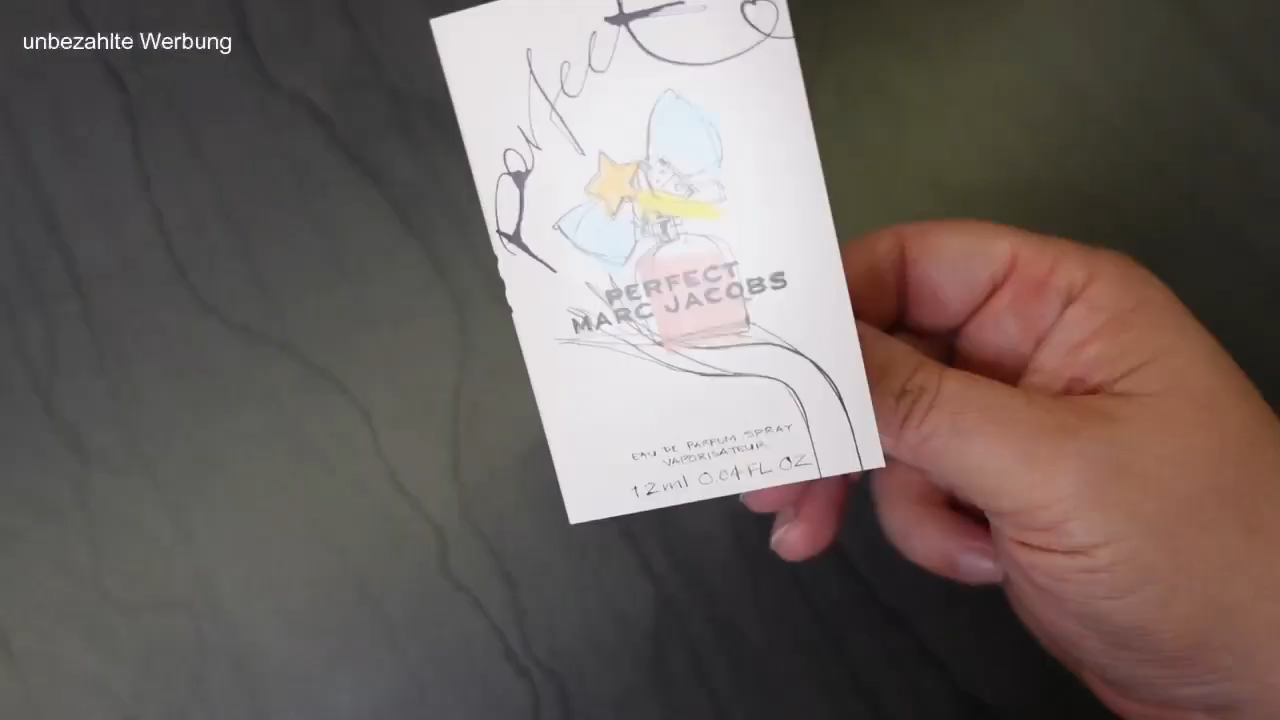 unbezahlte Werbung
perfect
PERFECT
MARC JACOBS
EAU DE PARFUM SPRAY
VAPORISATEUR
1 2ml 0.04 FL OZ